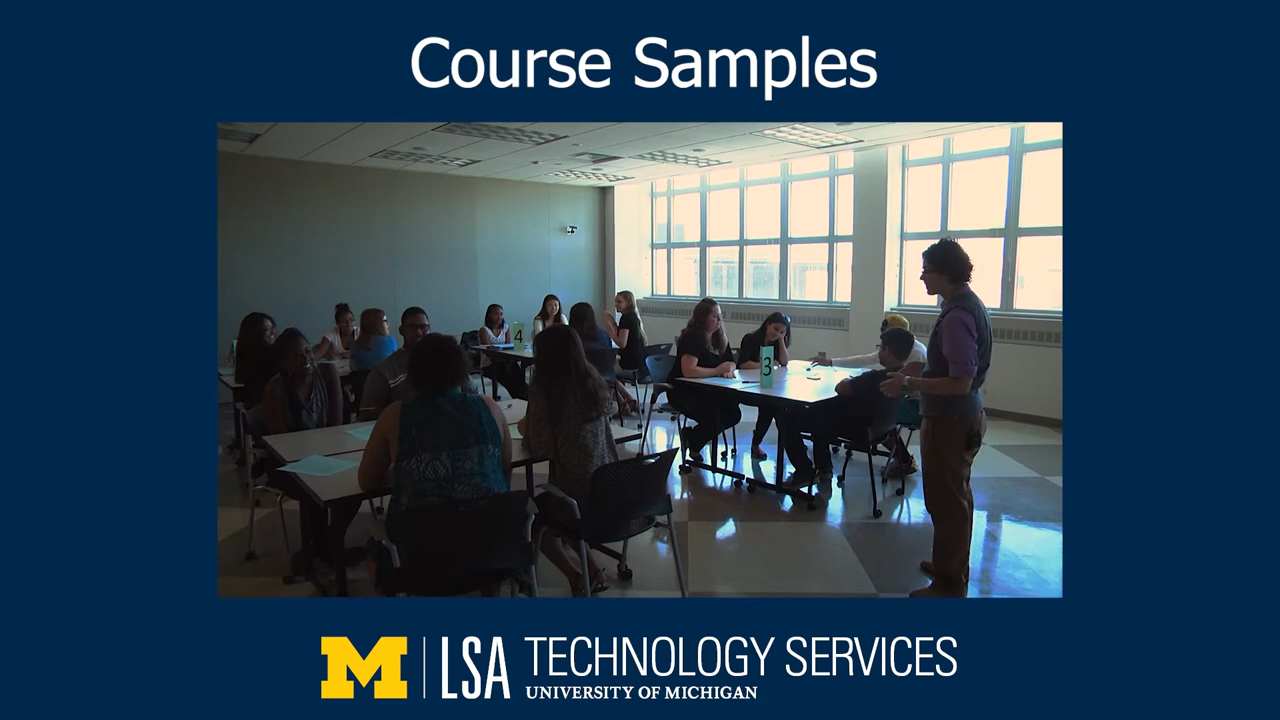 Course Samples
4
3
M | LSA TECHNOLOGY SERVICES
UNIVERSITY OF MICHIGAN